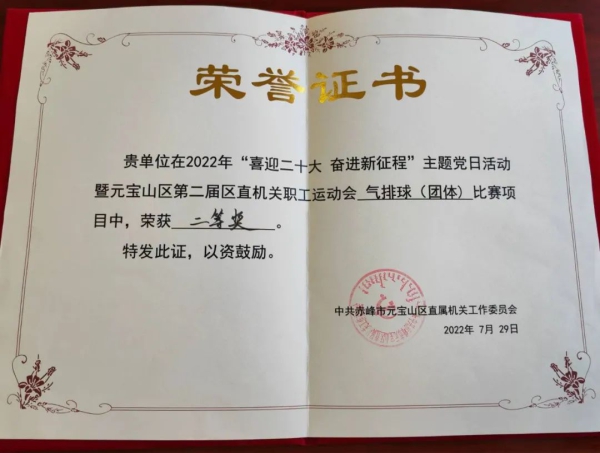 荣誉证书
贵单位在2022年“喜迎二十大 奋进新征程”主题党日活动
暨元宝山区第二届区直机关职工运动会 气排球（团体）比赛项
目中，荣获 二等奖 。
特发此证，以资鼓励。
中共赤峰市元宝山区直属机关工作委员会
2022年 7月 29日